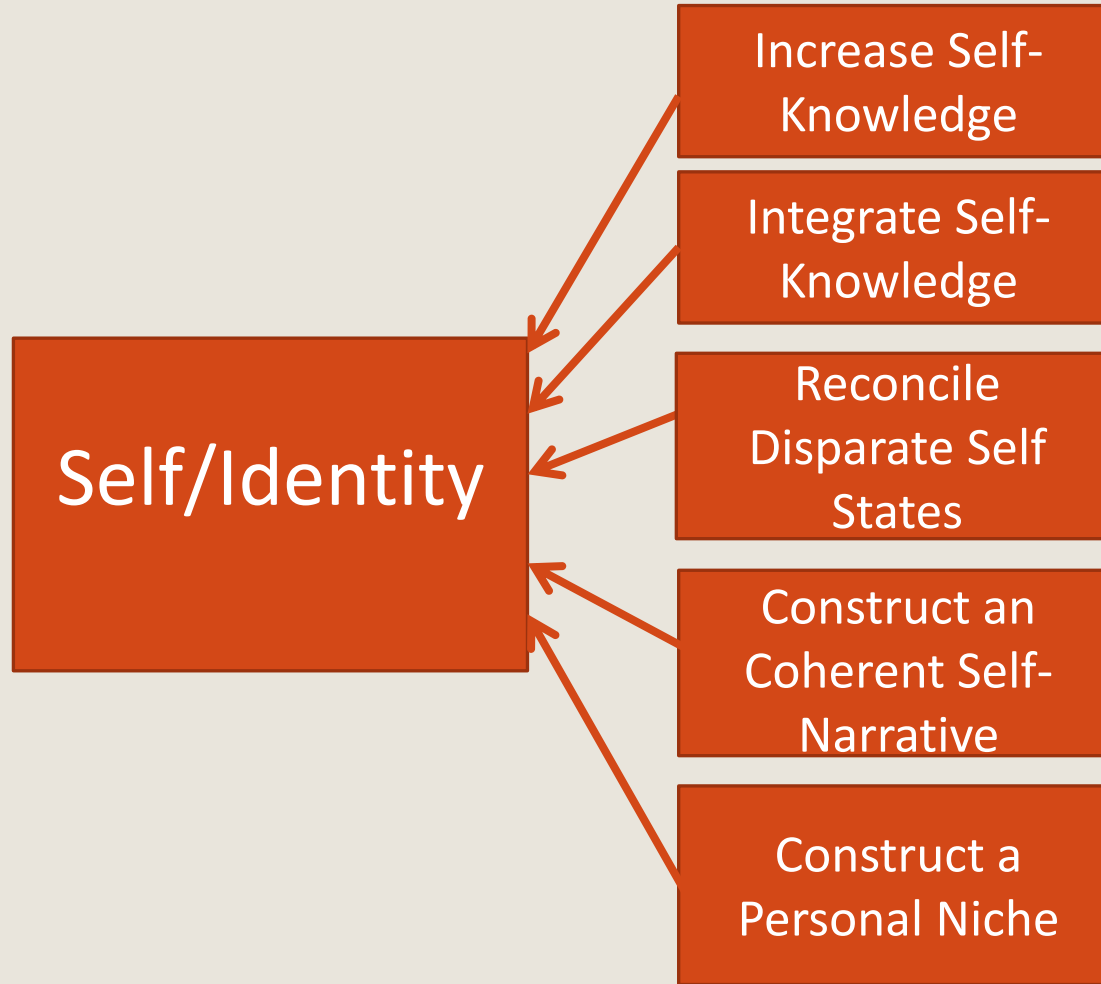 Increase Self-
Knowledge
Integrate Self-
Knowledge
Self/Identity
Reconcile
Disparate Self
States
Construct an
Coherent Self-
Narrative
Construct a
Personal Niche